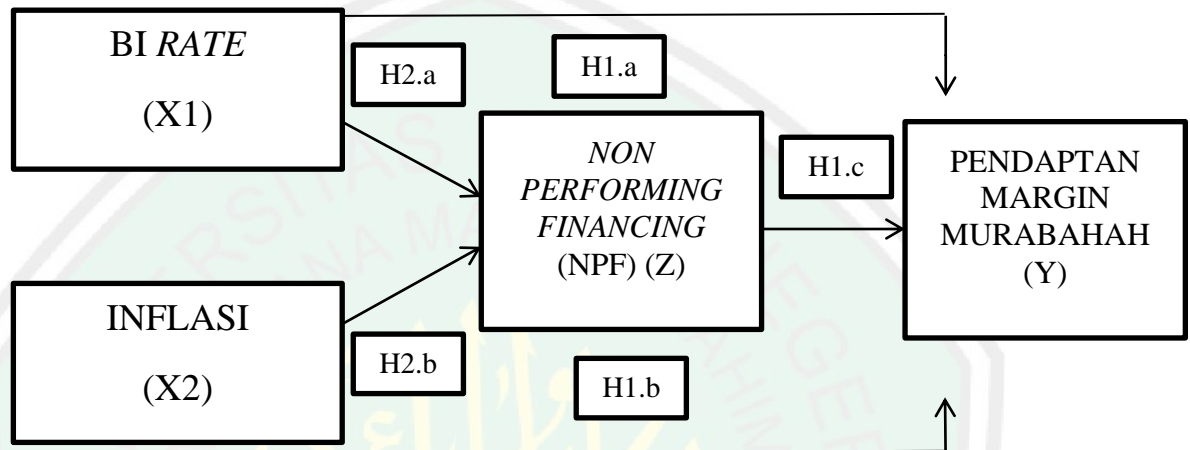 BI RATE
(X1)
H2.a
H1.a
NON
PERFORMING
FINANCING
(NPF) (Z)
H1.c
PENDAPTAN
MARGIN
MURABAHAH
(Y)
INFLASI
(X2)
H2.b
H1.b